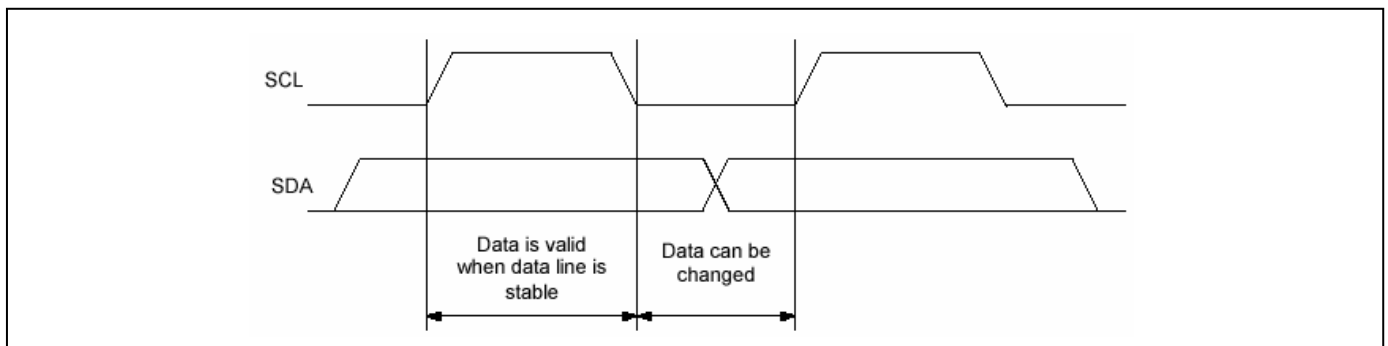 SCL
SDA
Data is valid
when data line is
stable
Data can be
changed